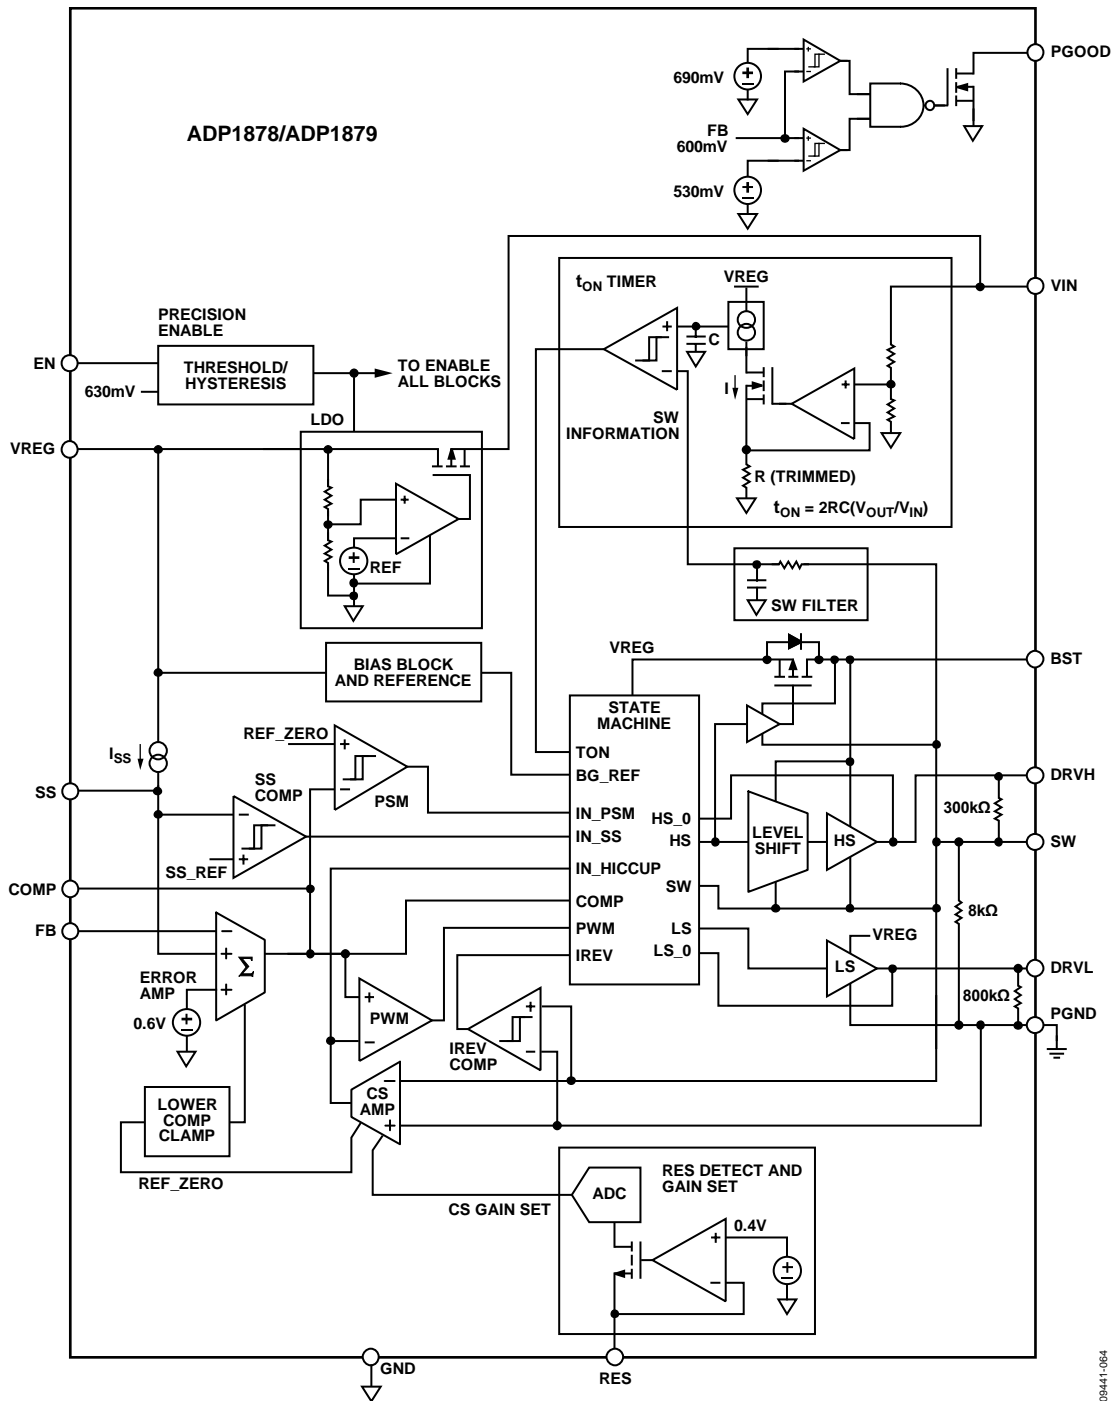 PGOOD
690mV
ADP1878/ADP1879
FB
600mV
530mV
tON TIMER
VREG
VIN
PRECISION
ENABLE
EN
THRESHOLD/
HYSTERESIS
TO ENABLE
ALL BLOCKS
630mV
C
I
SW
INFORMATION
LDO
VREG
R (TRIMMED)
tON = 2RC(VOUT/VIN)
REF
SW FILTER
BIAS BLOCK
AND REFERENCE
VREG
BST
STATE
MACHINE
REF_ZERO
ISS
TON
BG_REF
DRVH
SS
SS
COMP
PSM
IN_PSM
HS_0
300kΩ
IN_SS
HS
LEVEL
SHIFT
HS
SW
SS_REF
IN_HICCUP
COMP
SW
COMP
8kΩ
FB
PWM
LS
VREG
Σ
IREV
LS_0
LS
DRVL
ERROR
AMP
800kΩ
0.6V
PWM
PGND
IREV
COMP
CS
AMP
LOWER
COMP
CLAMP
REF_ZERO
RES DETECT AND
GAIN SET
ADC
CS GAIN SET
0.4V
GND
RES
09441-064